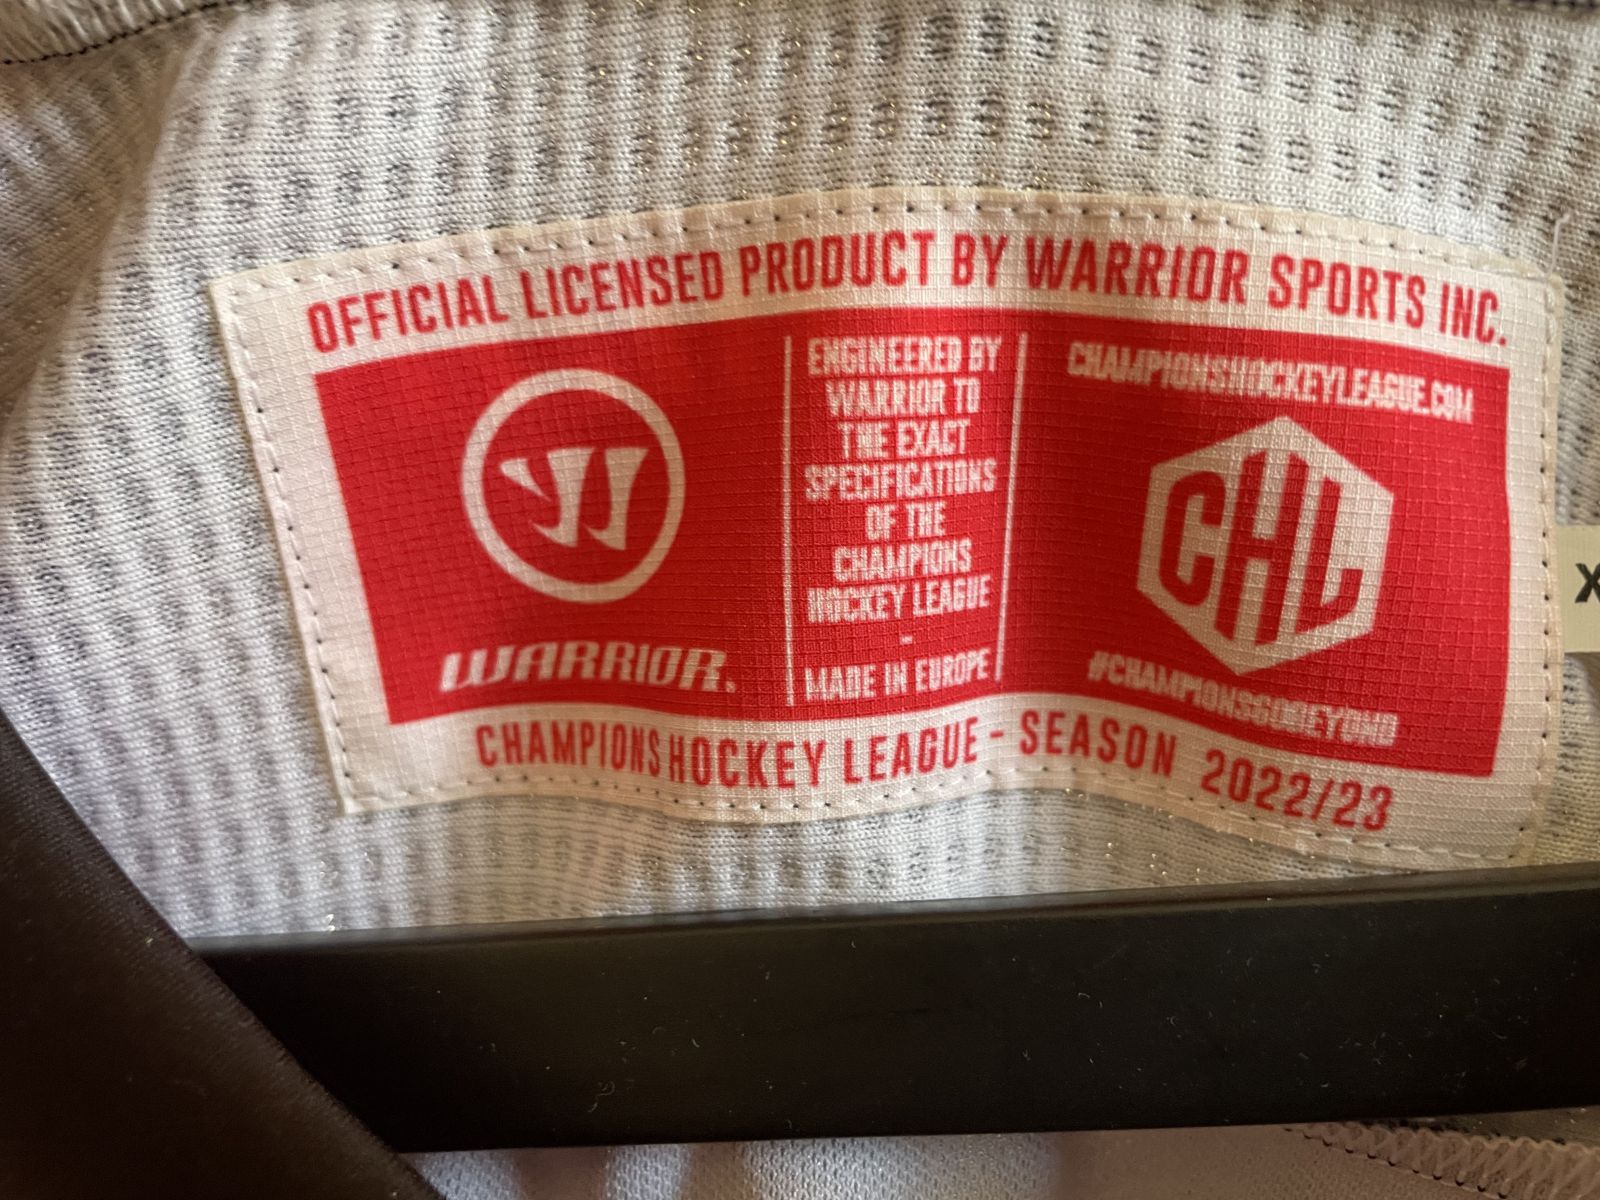 OFFICIAL LICENSED PRODUCT BY WARRIOR SPORTS INC.
WARRIOR.
ENGINEERED BY
WARRIOR TO
THE EXACT
SPECIFICATIONS
OF THE
CHAMPIONS
HOCKEY LEAGUE
-
MADE IN EUROPE
CHAMPIONSHOCKEYLEAGUE.COM
CHL
#CHAMPIONSGOBEYOND
CHAMPIONS HOCKEY LEAGUE - SEASON 2022/23
X